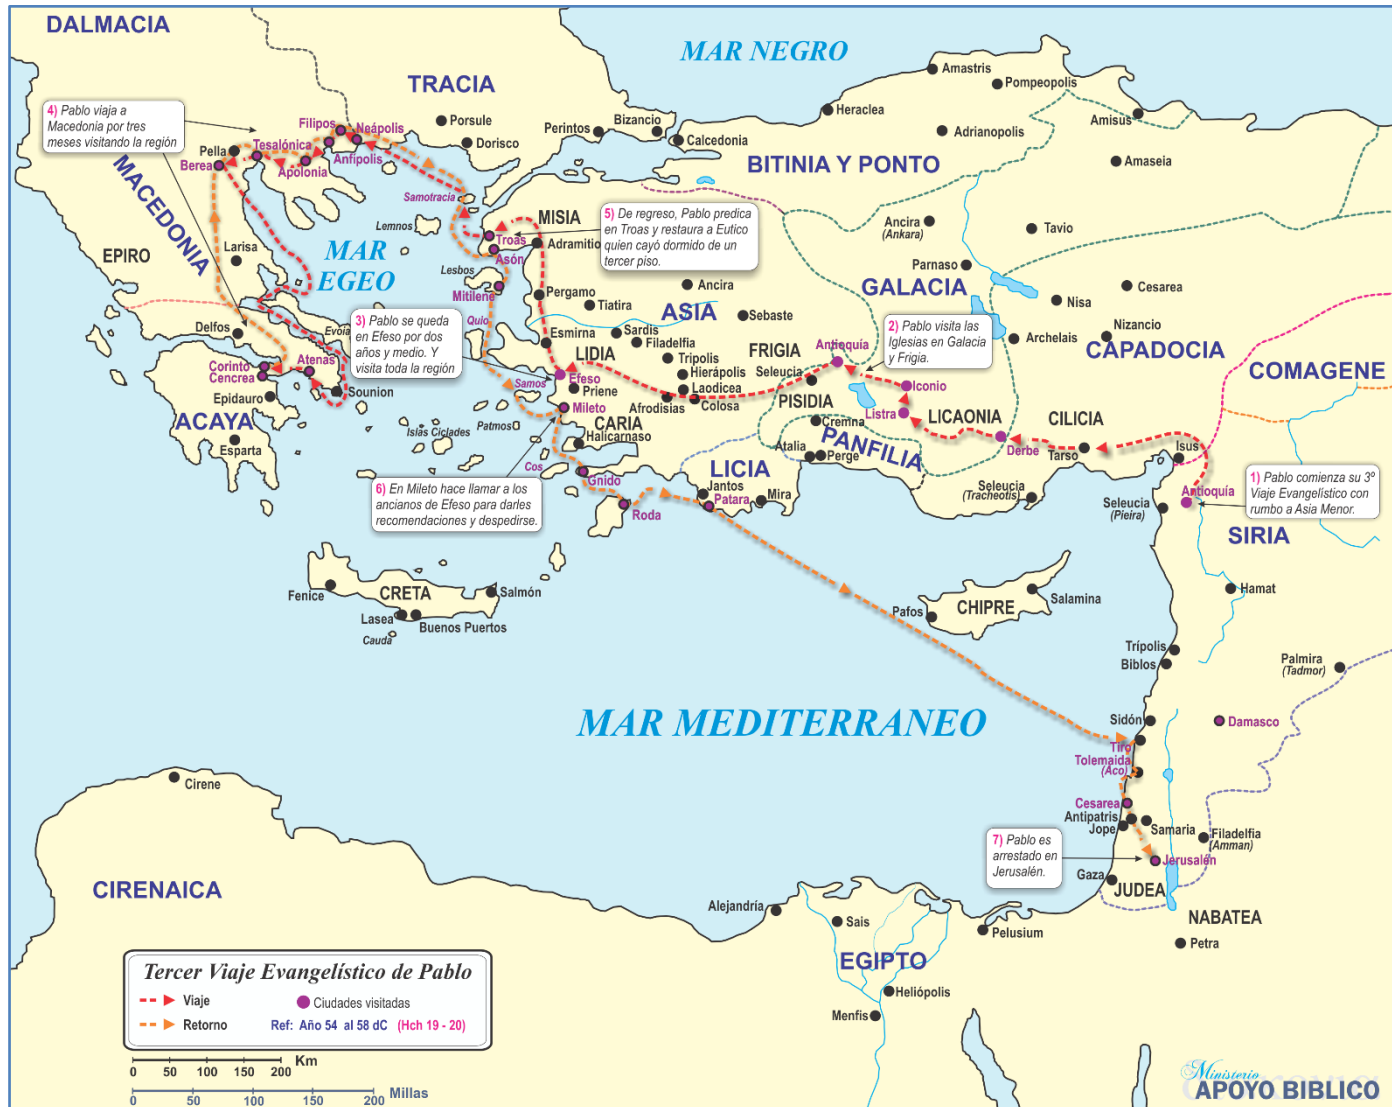 DALMACIA
MAR NEGRO
TRACIA
Amastris
Pompeopolis
Heraclea
Amisus
Porsule
Bizancio
Perintos
Adrianopolis
Calcedonia
Dorisco
BITINIA Y PONTO
Amaseia
4) Pablo viaja a
Macedonia por tres
meses visitando la región
Filipos
Neápolis
Anfípolis
Tesalónica
Pella
Berea
Apolonia
MACEDONIA
Samotracia
Lemnos
MISIA
5) De regreso, Pablo predica
en Troas y restaura a Eutico
quien cayó dormido de un
tercer piso.
Troas
Asón
Adramitio
Ancira
(Ankara)
Tavio
Larisa
EPIRO
MAR
EGEO
Lesbos
Mitilene
Parnaso
GALACIA
Ancira
Pergamo
Tiatira
ASIA
Sebaste
Nisa
Cesarea
Quio
3) Pablo se queda
en Efeso por dos
años y medio. Y
visita toda la región
2) Pablo visita las
Iglesias en Galacia
y Frigia.
Delfos
Evoia
Esmirna
Sardis
Filadelfia
LIDIA
Tripolis
Hierápolis
Laodicea
FRIGIA
Antioquía
Seleucia
Archelais
Nizancio
CAPADOCIA
COMAGENE
Corinto
Cencrea
Atenas
Sounion
Epidauro
ACAYA
Esparta
Samos
Efeso
Priene
Mileto
Afrodisias
Colosa
PISIDIA
Iconio
Listra
LICAONIA
Derbe
CILICIA
Tarso
Isus
Islas Ciclades
Patmos
CARIA
Halicarnaso
Cremna
PANFILIA
Atalia
Perge
Cos
Gnido
LICIA
Jantos
Patara
Mira
Roda
Seleucia
(Tracheotis)
Antioquía
Seleucia
(Pieira)
1) Pablo comienza su 3º
Viaje Evangelístico con
rumbo a Asia Menor.
SIRIA
6) En Mileto hace llamar a los
ancianos de Efeso para darles
recomendaciones y despedirse.
Fenice
CRETA
Salmón
Lasea
Buenos Puertos
Cauda
Pafos
CHIPRE
Salamina
Hamat
Trípolis
Biblos
Palmira
(Tadmor)
MAR MEDITERRANEO
Sidón
Damasco
Tiro
Tolemaida
(Aco)
Cirene
Cesarea
Antipatris
Jope
Samaria
Filadelfia
(Amman)
7) Pablo es
arrestado en
Jerusalén.
Jerusalén
Gaza
JUDEA
CIRENAICA
Alejandría
Sais
Pelusium
NABATEA
Petra
EGIPTO
Heliópolis
Menfis
Tercer Viaje Evangelístico de Pablo
Viaje
Ciudades visitadas
Retorno
Ref: Año 54 al 58 dC (Hch 19 - 20)
Km
0 50 100 150 200
Millas
0 50 100 150 200
Ministerio
APOYO BIBLICO